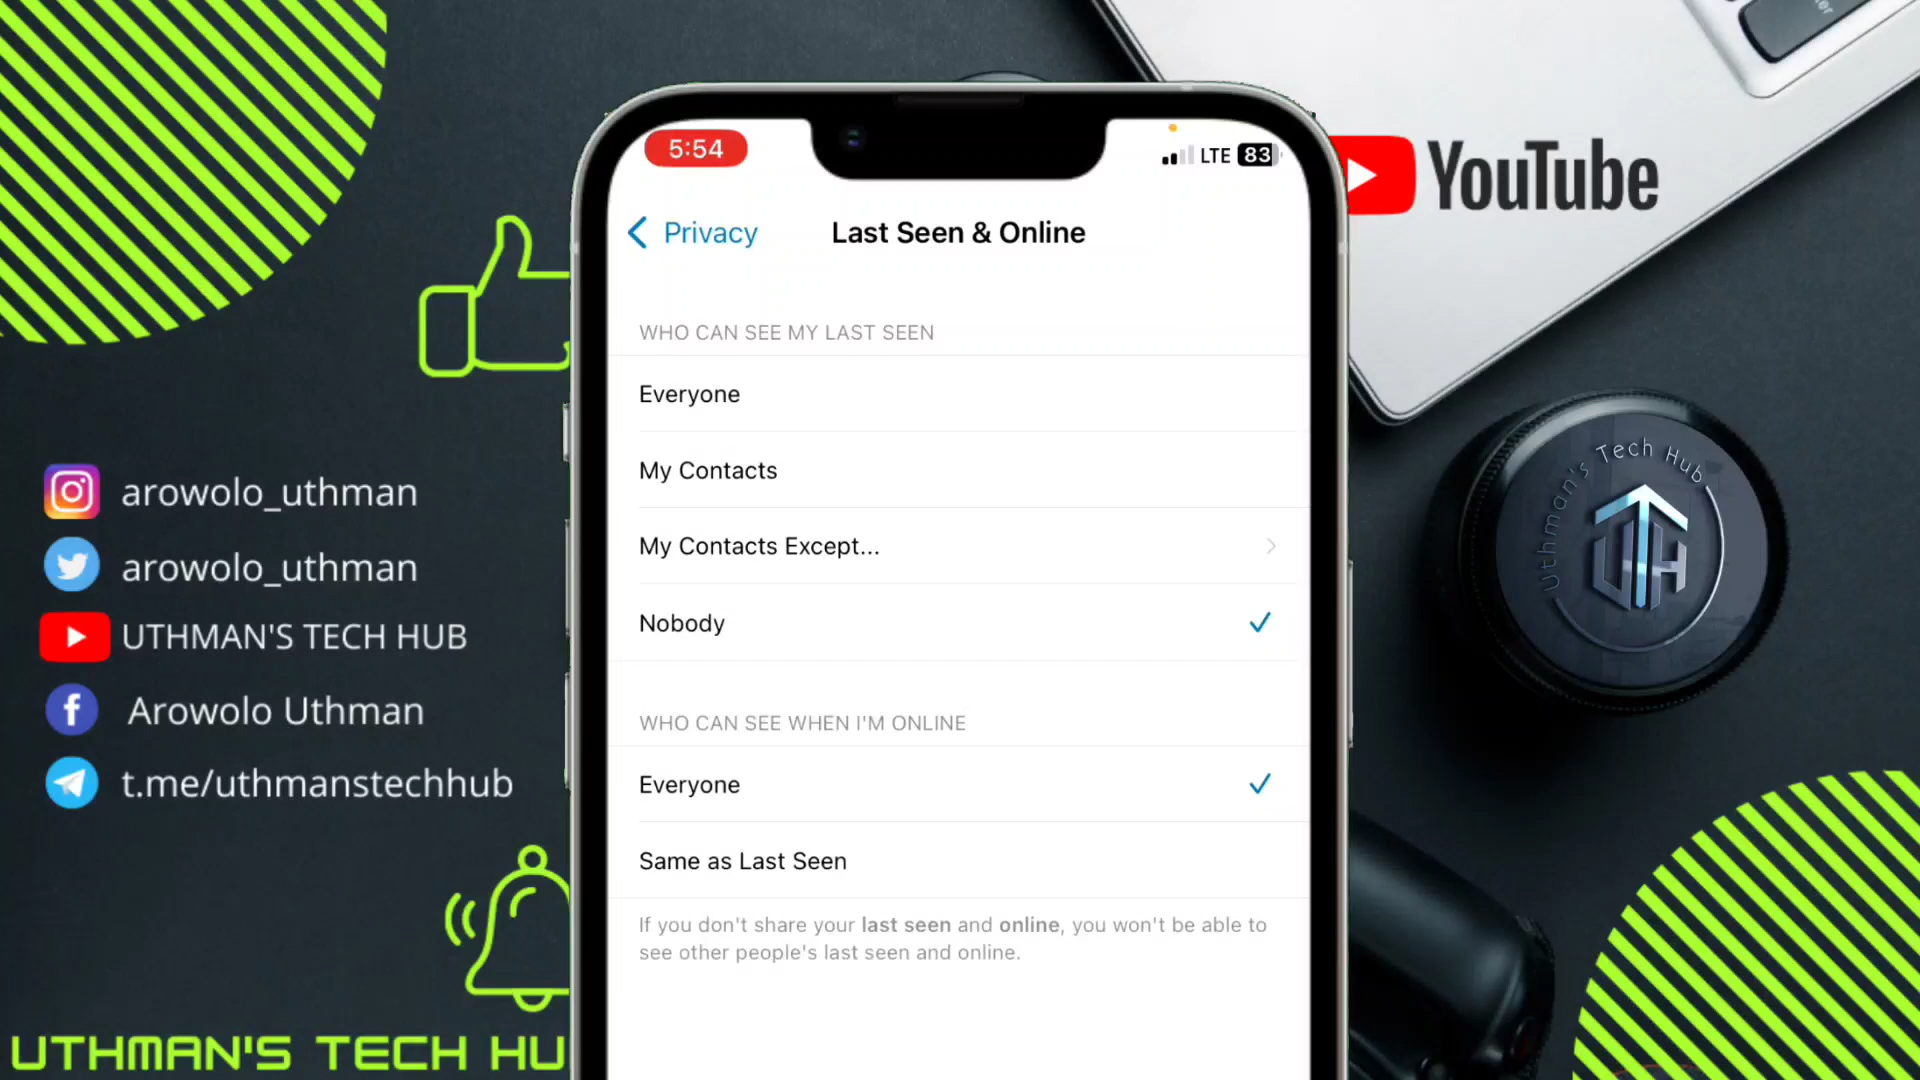 5:54
LTE 83
YouTube
Privacy
Last Seen & Online
WHO CAN SEE MY LAST SEEN
Everyone
My Contacts
My Contacts Except...
Nobody
WHO CAN SEE WHEN I'M ONLINE
Everyone
Same as Last Seen
If you don't share your last seen and online, you won't be able to
see other people's last seen and online.
arowolo_uthman
arowolo_uthman
UTHMAN'S TECH HUB
Arowolo Uthman
t.me/uthmanstechhub
UTHMAN'S TECH HU
Uthman's Tech Hub
UTH